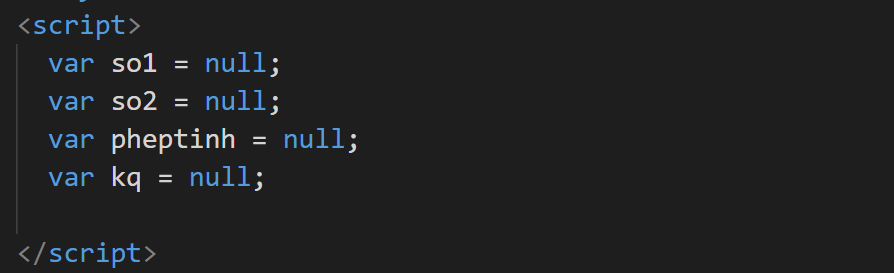 <script>
var so1 = null;
var so2 = null;
var pheptinh = null;
var kq = null;
</script>